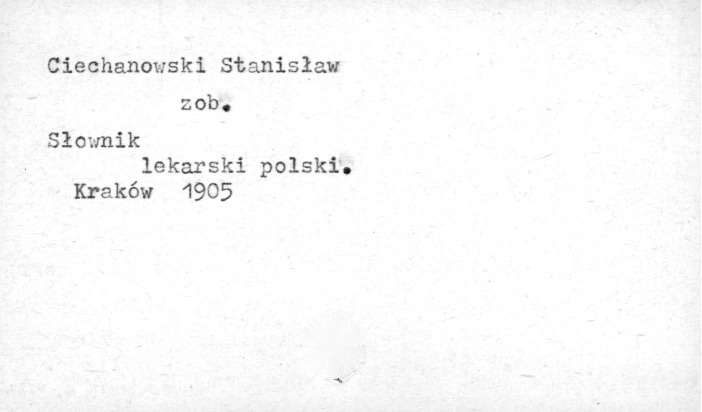 Ciechanowski Stanisław
zob.
Słownik
lekarski polski.
Kraków 1905